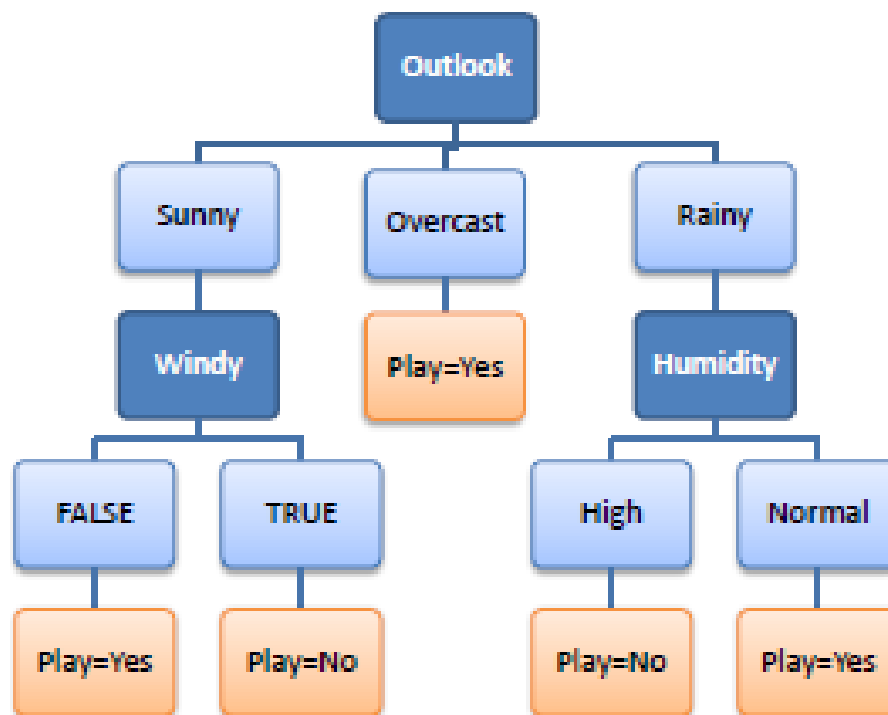 Outlook
Sunny
Overcast
Rainy
Windy
Play=Yes
Humidity
FALSE
TRUE
High
Normal
Play=Yes
Play=No
Play=No
Play=Yes